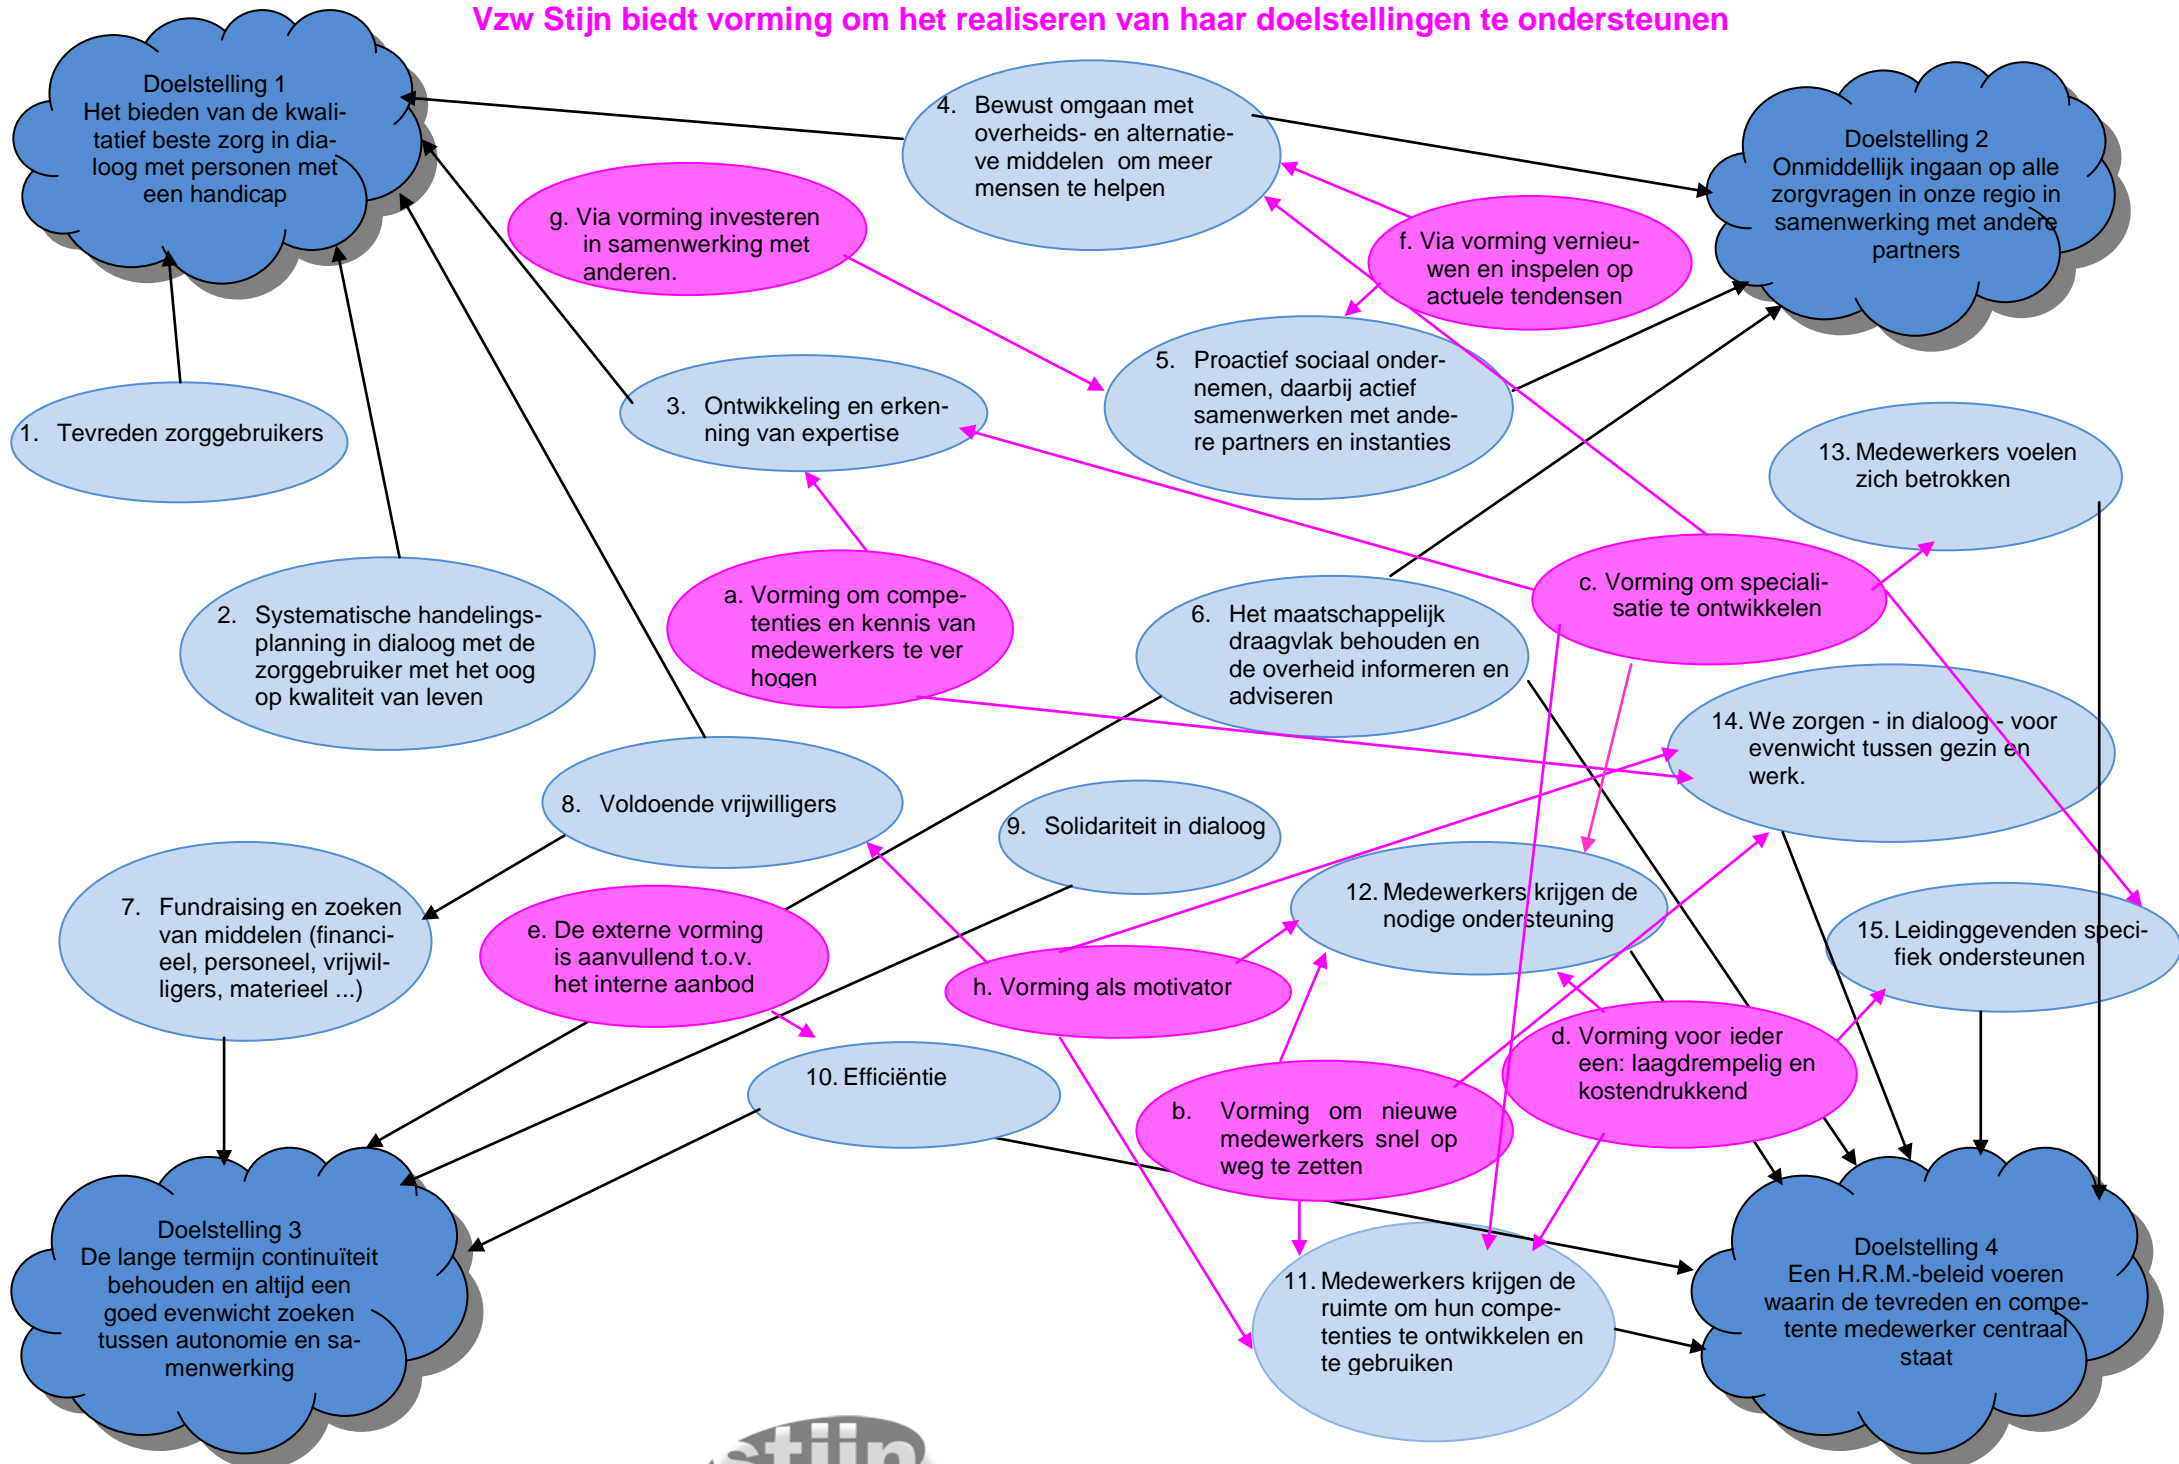 Vzw Stijn biedt vorming om het realiseren van haar doelstellingen te ondersteunen
Doelstelling 1
Het bieden van de kwali-
tatief beste zorg in dia-
loog met personen met
een handicap
4. Bewust omgaan met
overheids- en alternatie-
ve middelen om meer
mensen te helpen
Doelstelling 2
Onmiddellijk ingaan op alle
zorgvragen in onze regio in
samenwerking met andere
partners
g. Via vorming investeren
in samenwerking met
anderen.
f. Via vorming vernieu-
wen en inspelen op
actuele tendensen
5. Proactief sociaal onder-
nemen, daarbij actief
samenwerken met ande-
re partners en instanties
3. Ontwikkeling en erken-
ning van expertise
1. Tevreden zorggebruikers
13. Medewerkers voelen
zich betrokken
2. Systematische handelings-
planning in dialoog met de
zorggebruiker met het oog
op kwaliteit van leven
a. Vorming om compe-
tenties en kennis van
medewerkers te ver
hogen
6. Het maatschappelijk
draagvlak behouden en
de overheid informeren en
adviseren
c. Vorming om speciali-
satie te ontwikkelen
14. We zorgen - in dialoog - voor
evenwicht tussen gezin en
werk.
8. Voldoende vrijwilligers
9. Solidariteit in dialoog
7. Fundraising en zoeken
van middelen (financi-
eel, personeel, vrijwil-
ligers, materieel ...)
e. De externe vorming
is aanvullend t.o.v.
het interne aanbod
h. Vorming als motivator
12. Medewerkers krijgen de
nodige ondersteuning
15. Leidinggevenden speci-
fiek ondersteunen
10. Efficiëntie
b. Vorming om nieuwe
medewerkers snel op
weg te zetten
d. Vorming voor ieder
een: laagdrempelig en
kostendrukkend
Doelstelling 3
De lange termijn continuïteit
behouden en altijd een
goed evenwicht zoeken
tussen autonomie en sa-
menwerking
11. Medewerkers krijgen de
ruimte om hun compe-
tenties te ontwikkelen en
te gebruiken
Doelstelling 4
Een H.R.M.-beleid voeren
waarin de tevreden en compe-
tente medewerker centraal
staat
stijn